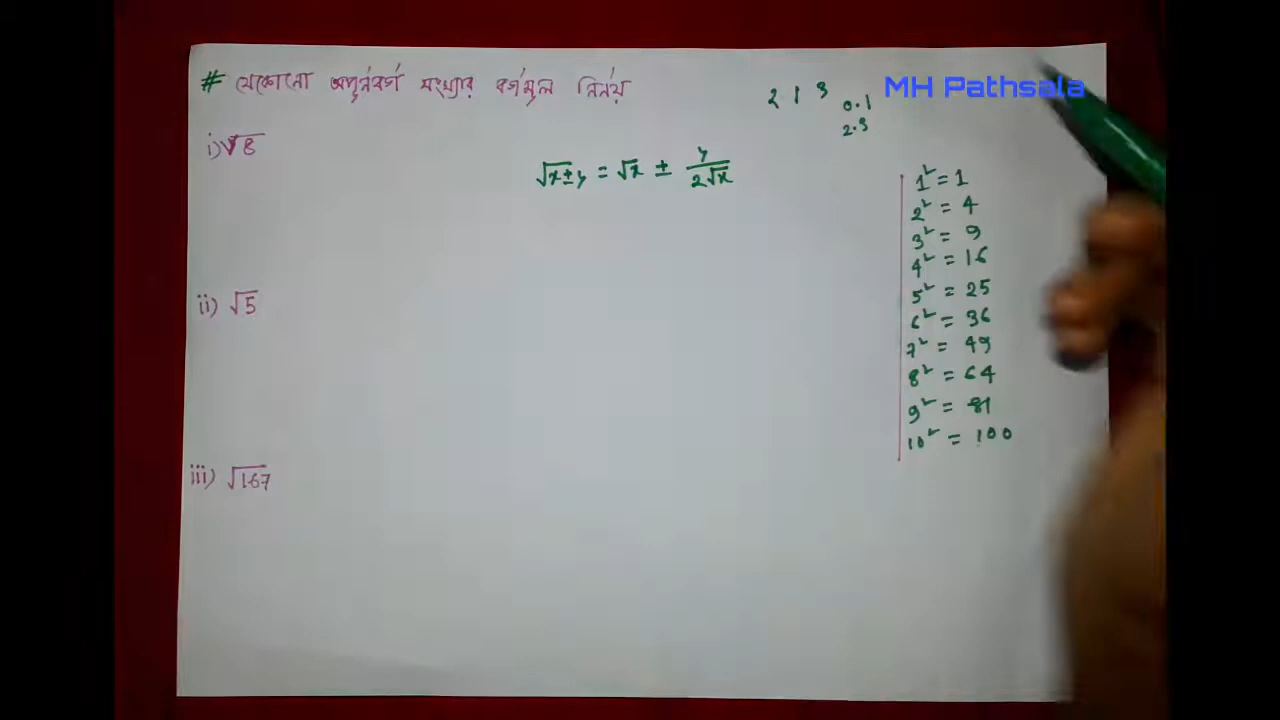 # যেকোনো অপূর্নবর্গ সংখ্যার বর্গমূল নির্নয়
2 1 3
0.1
2.3
MH Pathsala
i) √8
√x±y = √x ± y/2√x
ii) √5
iii) √167
1² = 1
2² = 4
3² = 9
4² = 16
5² = 25
6² = 36
7² = 49
8² = 64
9² = 81
10² = 100